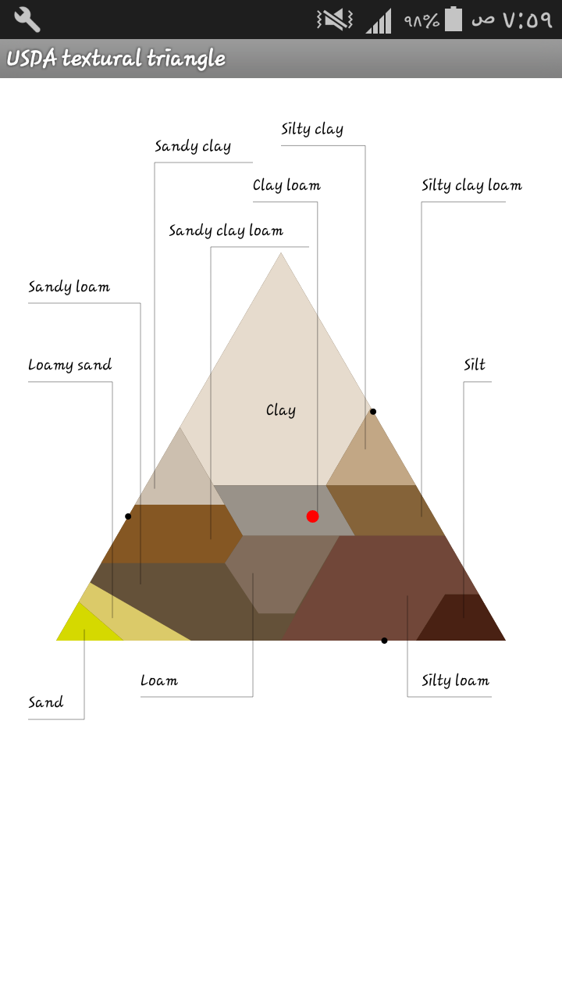 ٩٨% ص ٧:٥٩
USDA textural triangle
Silty clay
Sandy clay
Clay loam
Silty clay loam
Sandy clay loam
Sandy loam
Loamy sand
Silt
Clay
Loam
Silty loam
Sand